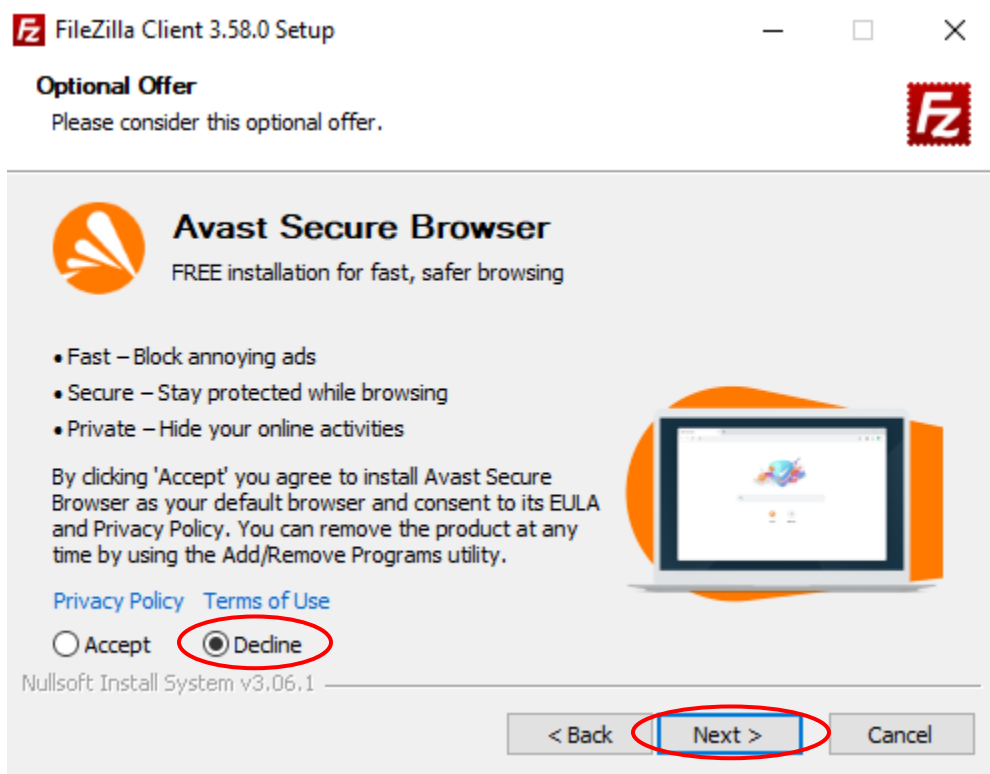 Fz FileZilla Client 3.58.0 Setup
Optional Offer
Please consider this optional offer.
Fz
Avast Secure Browser
FREE installation for fast, safer browsing
• Fast – Block annoying ads
• Secure – Stay protected while browsing
• Private – Hide your online activities
By clicking 'Accept' you agree to install Avast Secure
Browser as your default browser and consent to its EULA
and Privacy Policy. You can remove the product at any
time by using the Add/Remove Programs utility.
Privacy Policy Terms of Use
Accept Decline
Nullsoft Install System v3.06.1
< Back Next > Cancel